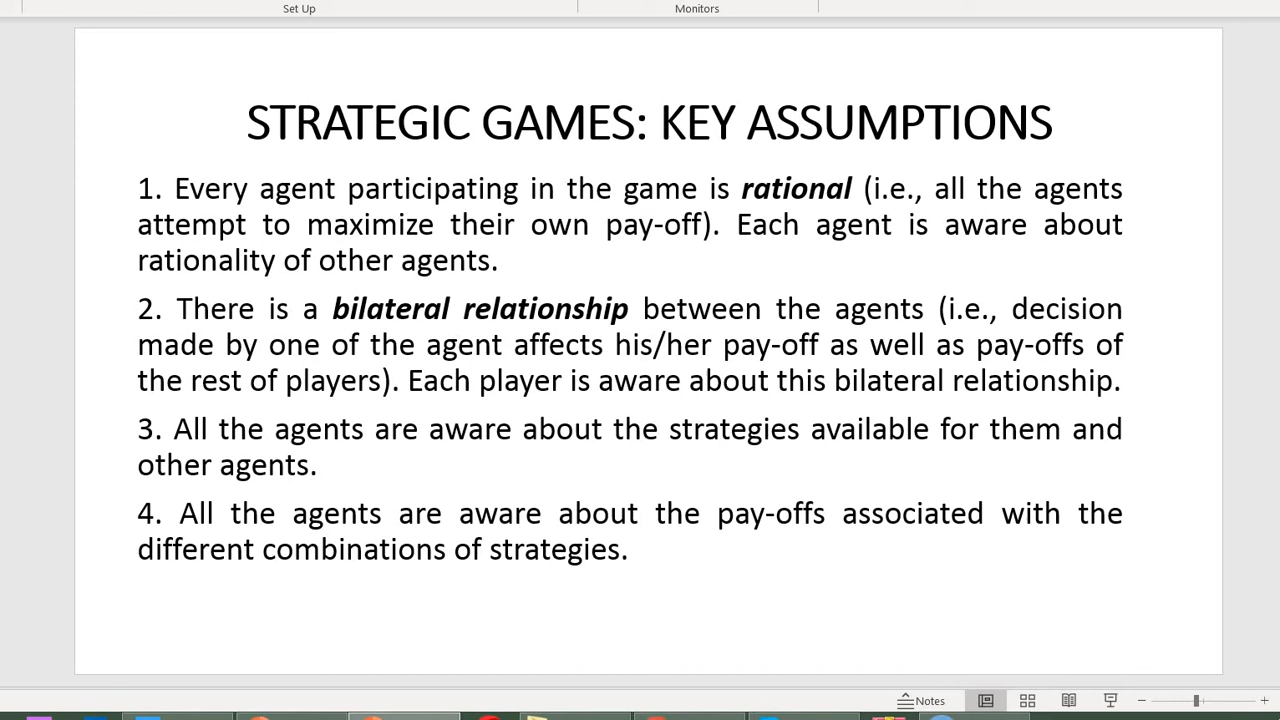 Set Up
Monitors
STRATEGIC GAMES: KEY ASSUMPTIONS
1. Every agent participating in the game is rational (i.e., all the agents
attempt to maximize their own pay-off). Each agent is aware about
rationality of other agents.
2. There is a bilateral relationship between the agents (i.e., decision
made by one of the agent affects his/her pay-off as well as pay-offs of
the rest of players). Each player is aware about this bilateral relationship.
3. All the agents are aware about the strategies available for them and
other agents.
4. All the agents are aware about the pay-offs associated with the
different combinations of strategies.
Notes